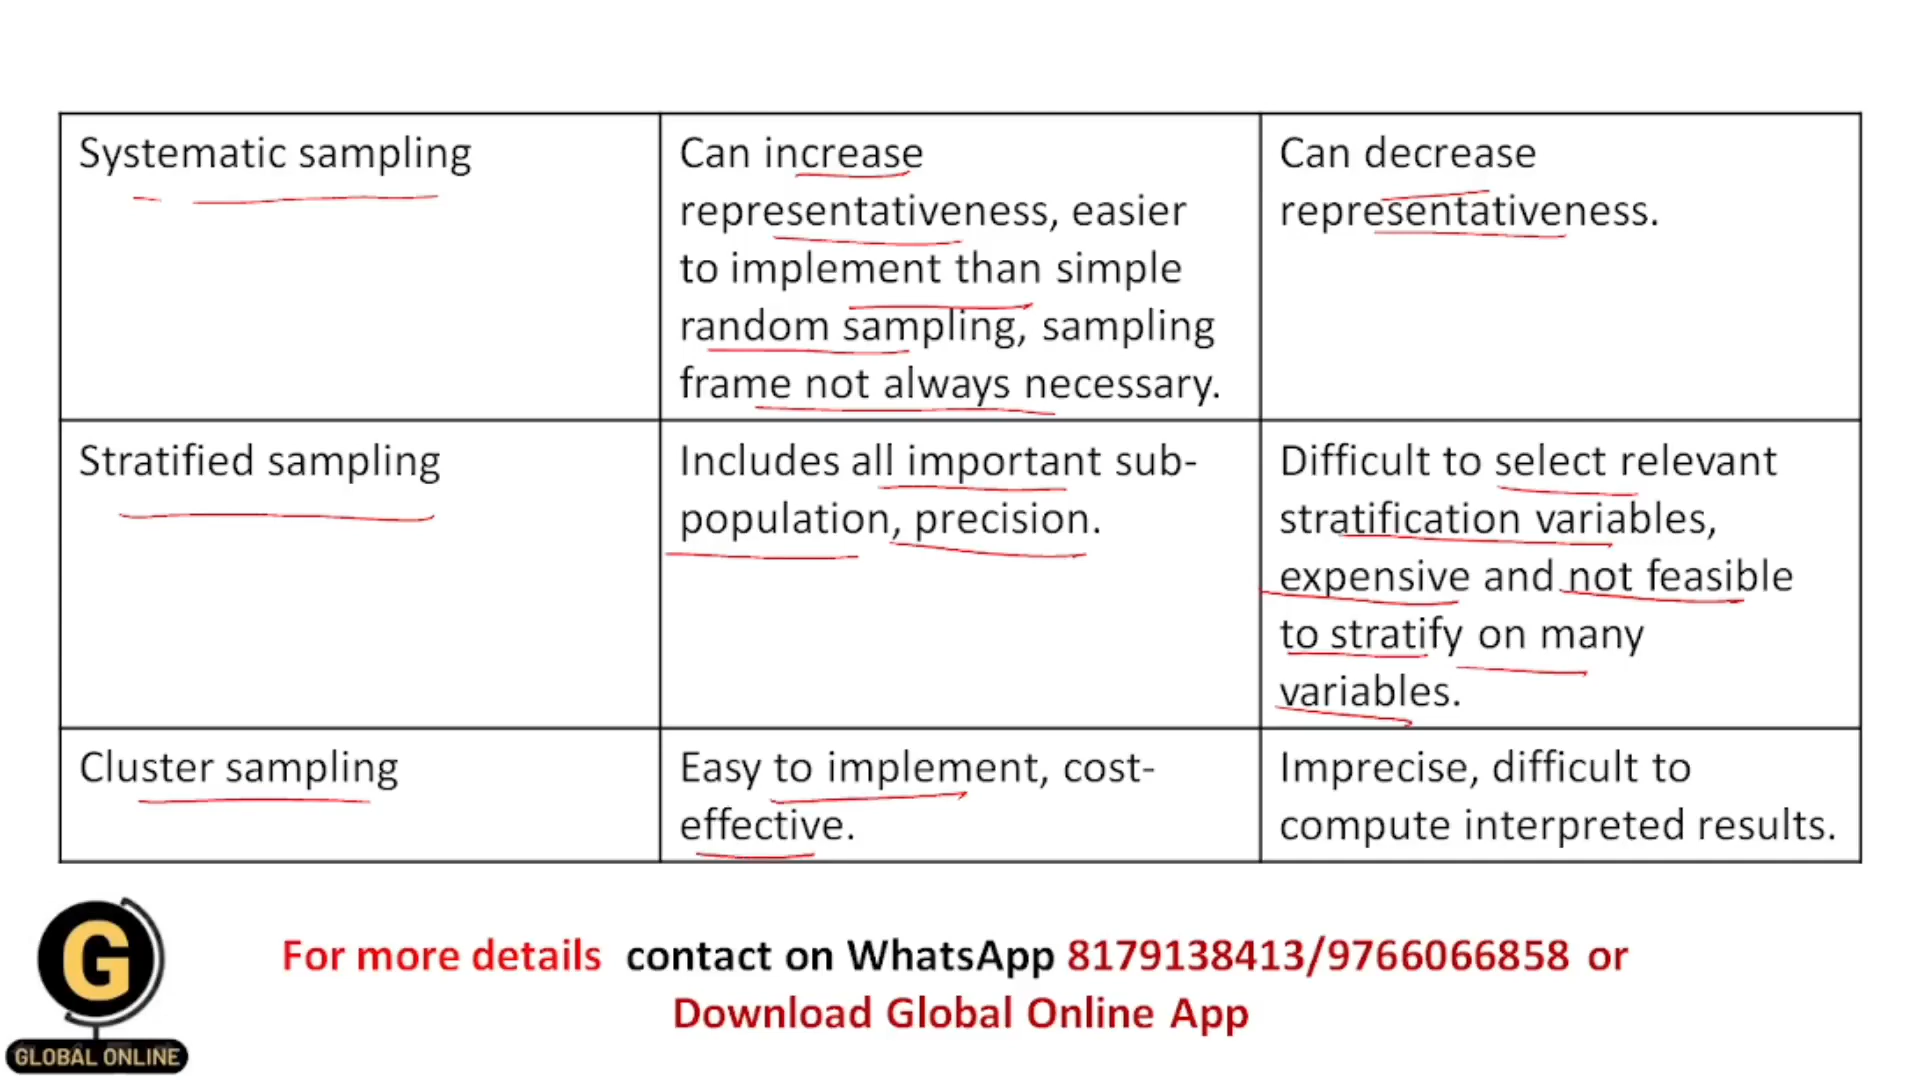 Systematic sampling
Can increase
representativeness, easier
to implement than simple
random sampling, sampling
frame not always necessary.
Can decrease
representativeness.
Stratified sampling
Includes all important sub-
population, precision.
Difficult to select relevant
stratification variables,
expensive and not feasible
to stratify on many
variables.
Cluster sampling
Easy to implement, cost-
effective.
Imprecise, difficult to
compute interpreted results.
G
GLOBAL ONLINE
For more details contact on WhatsApp 8179138413/9766066858 or
Download Global Online App